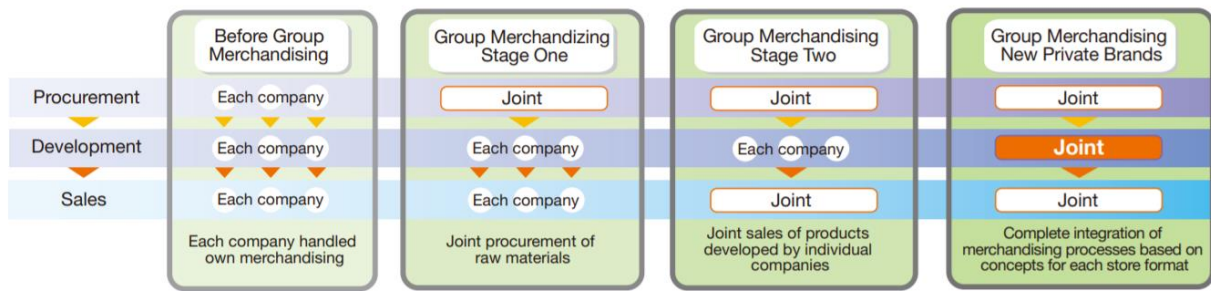 Before Group
Merchandising
Group Merchandizing
Stage One
Group Merchandising
Stage Two
Group Merchandising
New Private Brands
Procurement
Each company
Joint
Joint
Joint
Development
Each company
Each company
Each company
Joint
Sales
Each company
Each company
Joint
Joint
Each company handled
own merchandising
Joint procurement of
raw materials
Joint sales of products
developed by individual
companies
Complete integration of
merchandising processes based on
concepts for each store format